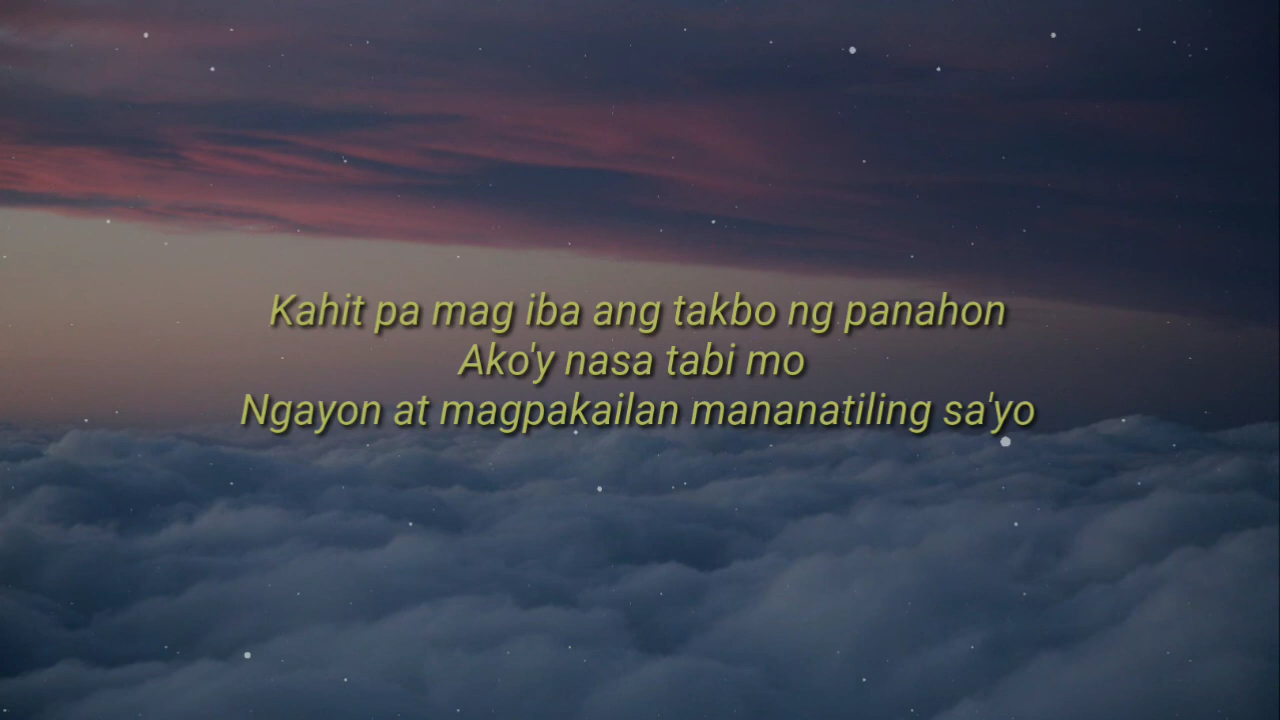 Kahit pa mag iba ang takbo ng panahon
Ako'y nasa tabi mo
Ngayon at magpakailan mananatiling sa'yo